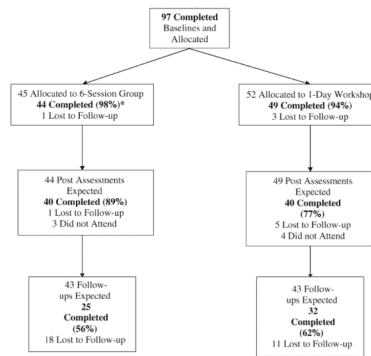 97 Completed
Baselines and
Allocated
45 Allocated to 6-Session Group
44 Completed (98%)*
1 Lost to Follow-up
52 Allocated to 1-Day Workshop
49 Completed (94%)
3 Lost to Follow-up
44 Post Assessments
Expected
40 Completed (89%)
1 Lost to Follow-up
3 Did not Attend
49 Post Assessments
Expected
40 Completed
(77%)
5 Lost to Follow-up
4 Did not Attend
43 Follow-
ups Expected
25
Completed
(56%)
18 Lost to Follow-up
43 Follow-
ups Expected
32
Completed
(62%)
11 Lost to Follow-up